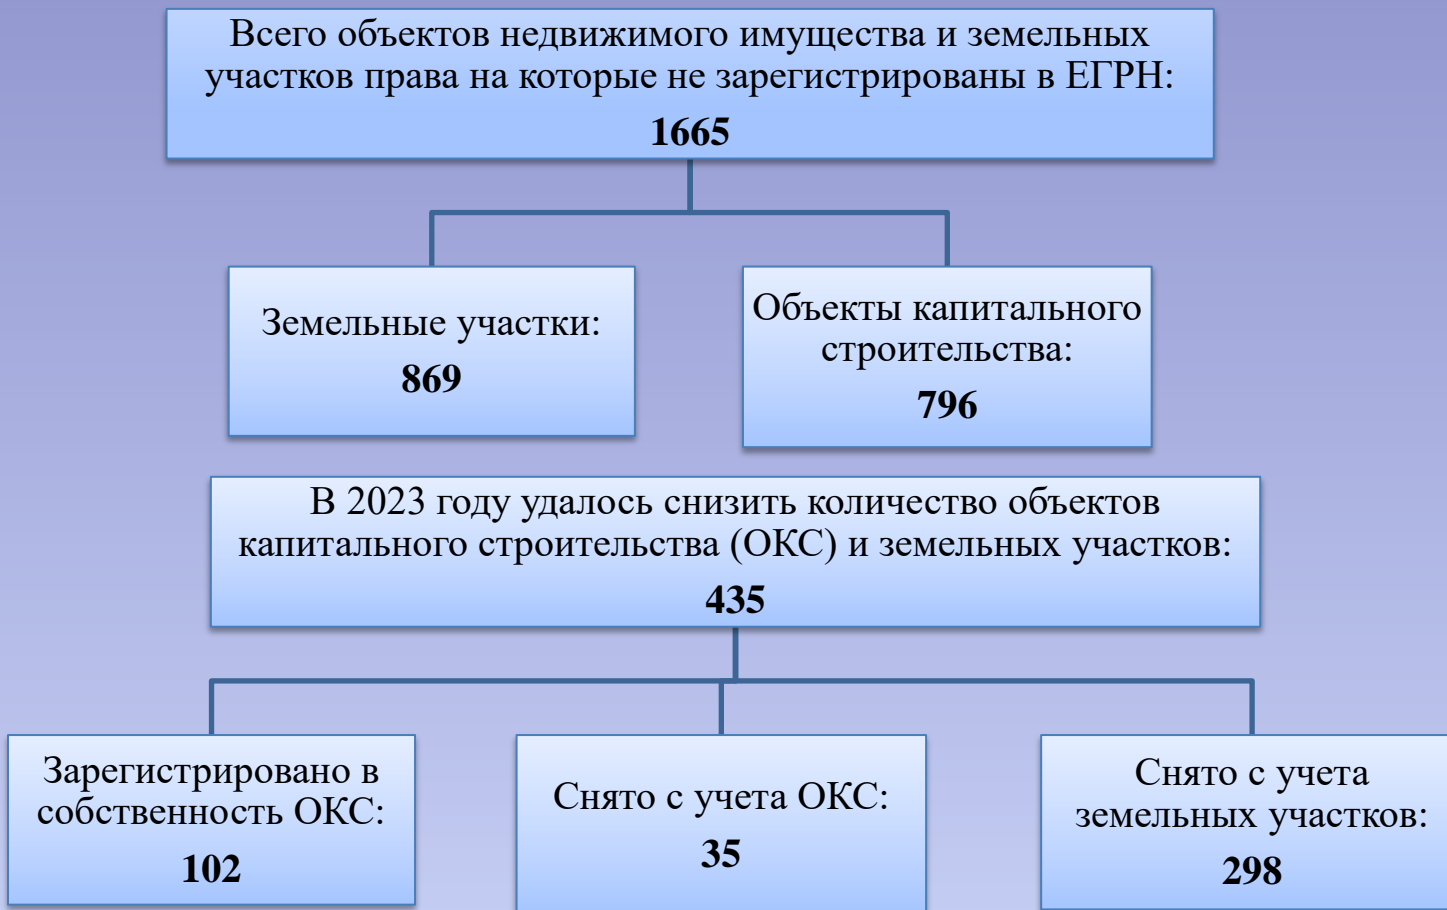 Всего объектов недвижимого имущества и земельных
участков права на которые не зарегистрированы в ЕГРН:
1665
Земельные участки:
869
Объекты капитального
строительства:
796
В 2023 году удалось снизить количество объектов
капитального строительства (ОКС) и земельных участков:
435
Зарегистрировано в
собственность ОКС:
102
Снято с учета ОКС:
35
Снято с учета
земельных участков:
298